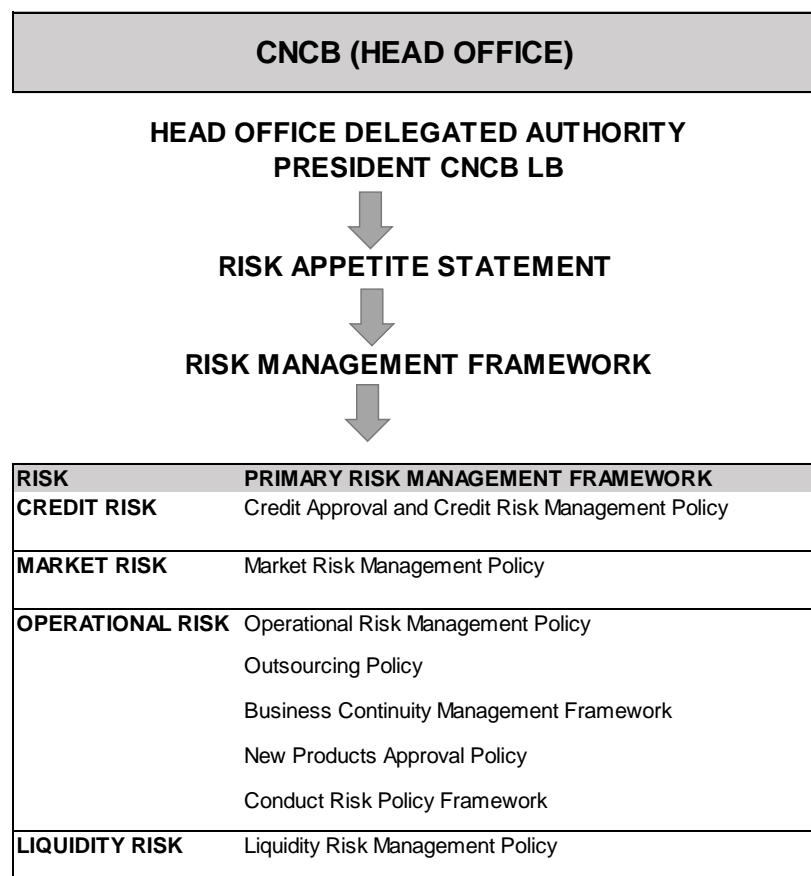 CNCB (HEAD OFFICE)
HEAD OFFICE DELEGATED AUTHORITY
PRESIDENT CNCB LB
RISK APPETITE STATEMENT
RISK MANAGEMENT FRAMEWORK
RISK PRIMARY RISK MANAGEMENT FRAMEWORK
CREDIT RISK Credit Approval and Credit Risk Management Policy
MARKET RISK Market Risk Management Policy
OPERATIONAL RISK Operational Risk Management Policy
Outsourcing Policy
Business Continuity Management Framework
New Products Approval Policy
Conduct Risk Policy Framework
LIQUIDITY RISK Liquidity Risk Management Policy